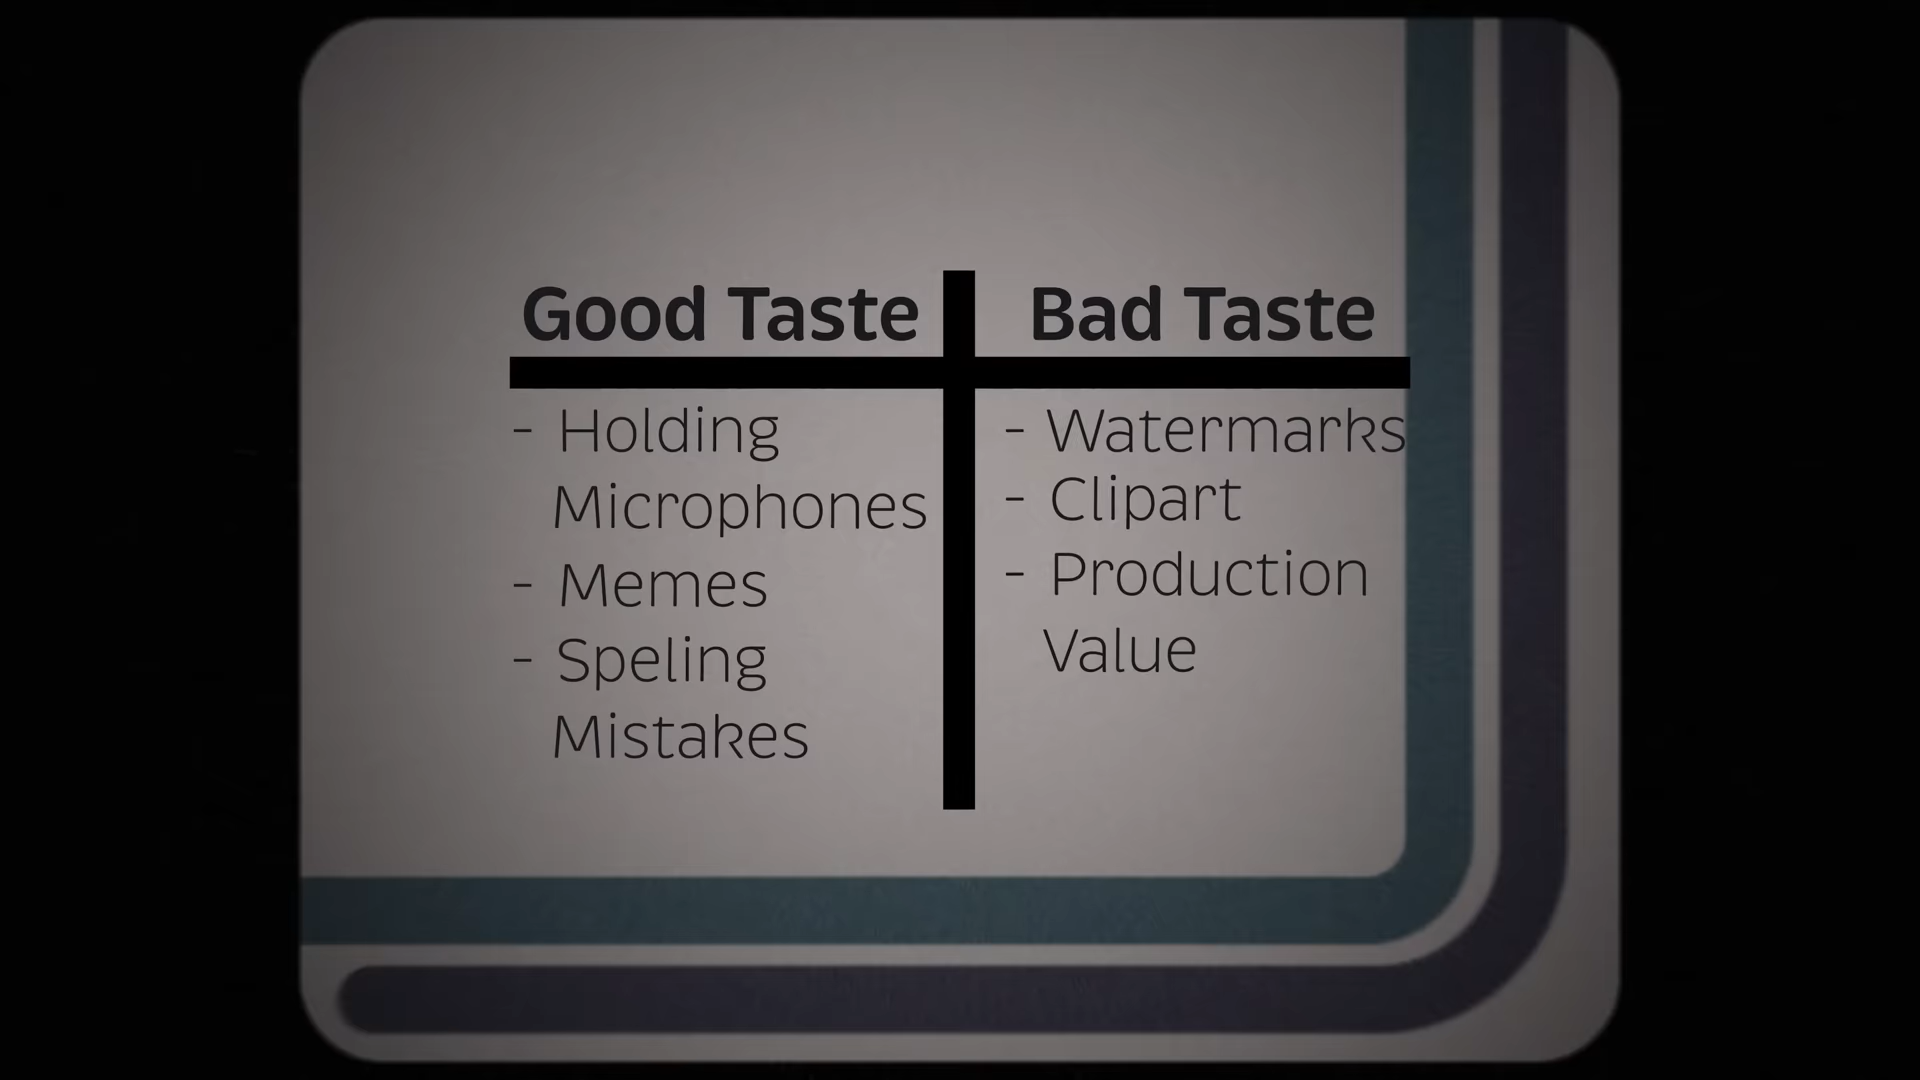 Good Taste
- Holding
Microphones
- Memes
- Speling
Mistakes
Bad Taste
- Watermarks
- Clipart
- Production
Value